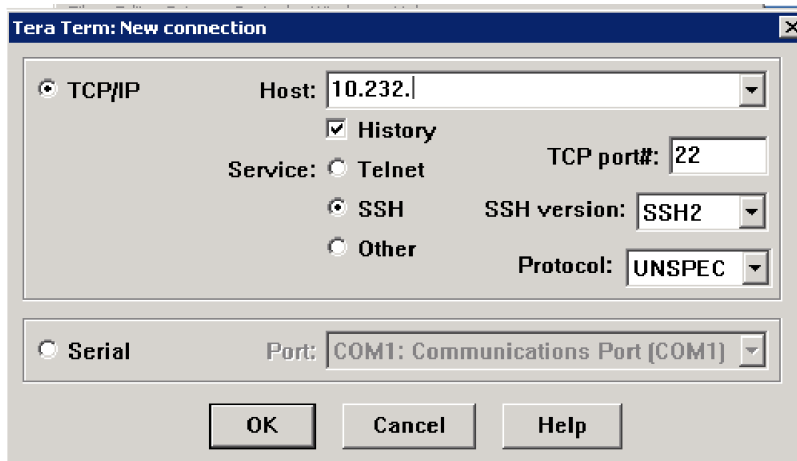 Tera Term: New connection
TCP/IP
Host: 10.232.
History
Service: Telnet
TCP port#: 22
SSH
SSH version: SSH2
Other
Protocol: UNSPEC
Serial
Port: COM1: Communications Port (COM1)
OK
Cancel
Help